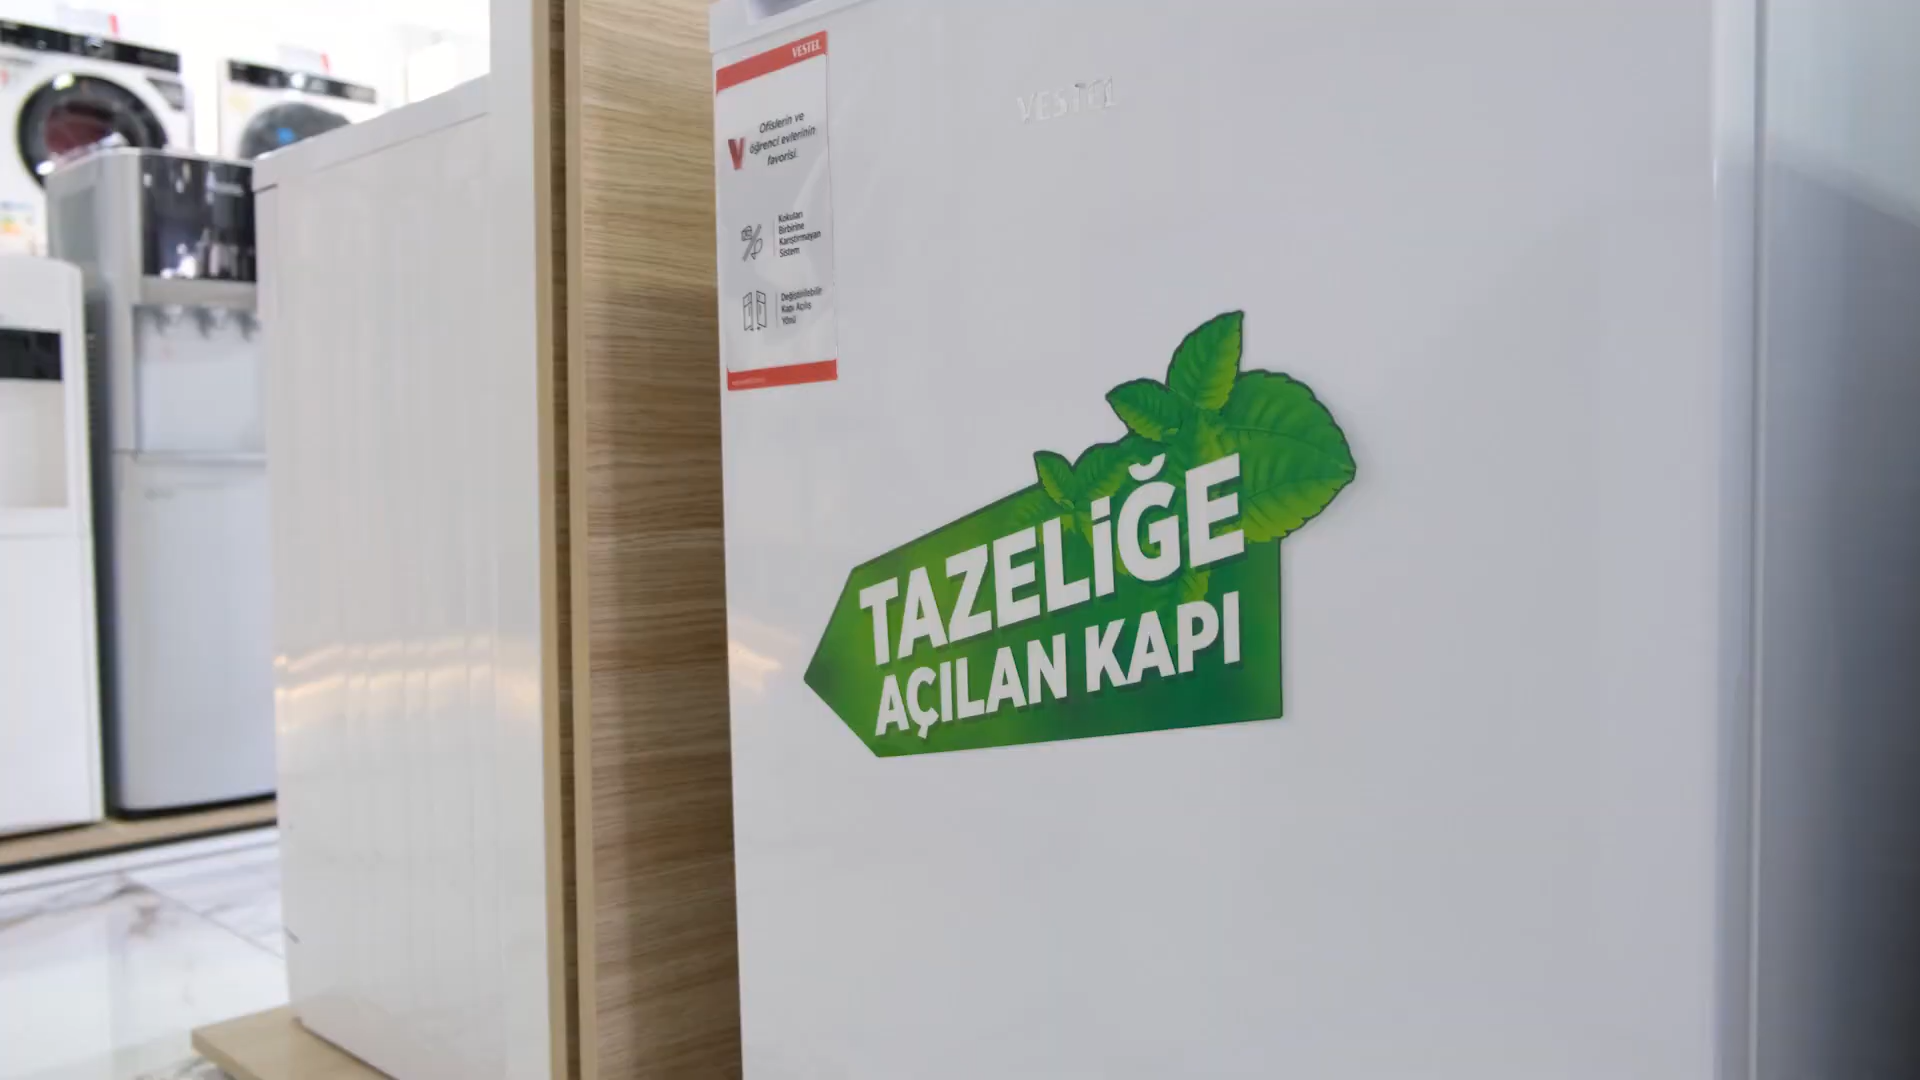 VESTEL
Ofislerin ve
öğrenci evlerinin
favorisi.
Kokuları
Birbirine
Karıştırmayan
Sistem
Değiştirilebilir
Kapı Açılış
Yönü
VESTEL
TAZELİĞE
AÇILAN KAPI